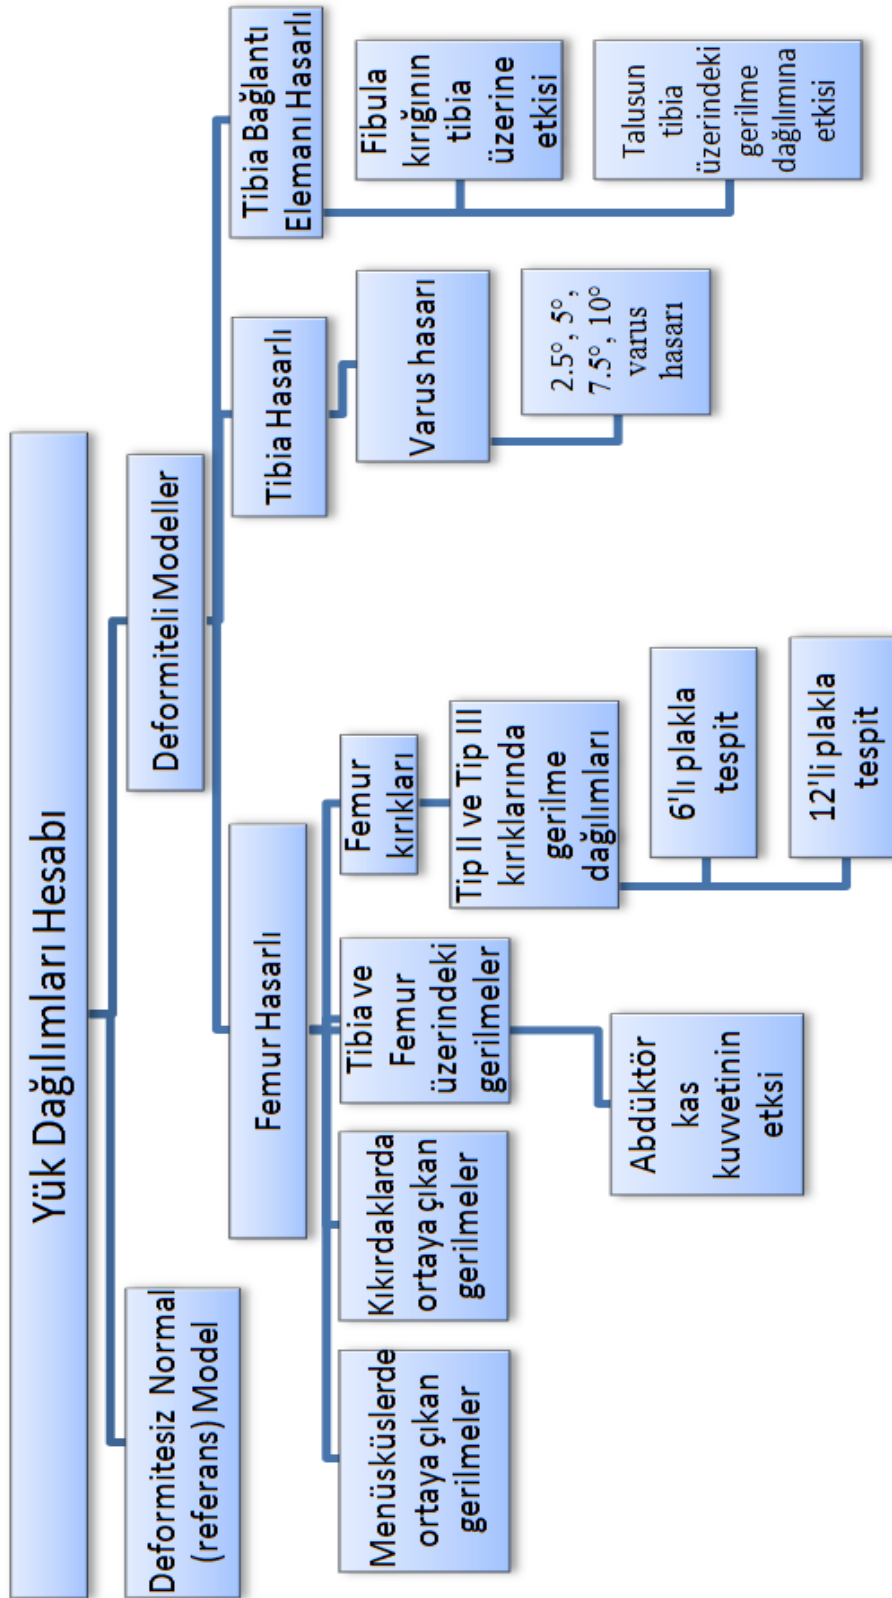 Yük Dağılımları Hesabı
Deformitesiz Normal
(referans) Model
Deformiteli Modeller
Femur Hasarlı
Tibia Hasarlı
Tibia Bağlantı
Elemanı Hasarlı
Menüsküslerde
ortaya çıkan
gerilmeler
Kıkırdaklarda
ortaya çıkan
gerilmeler
Tibia ve
Femur
üzerindeki
gerilmeler
Abdüktör
kas
kuvvetinin
etksi
Femur
kırıkları
Tip II ve Tip III
kırıklarında
gerilme
dağılımları
6'lı plakla
tespit
12'li plakla
tespit
Varus hasarı
2.5°, 5°,
7.5°, 10°
varus
hasarı
Fibula
kırığının
tibia
üzerine
etkisi
Talusun
tibia
üzerindeki
gerilme
dağılımına
etkisi